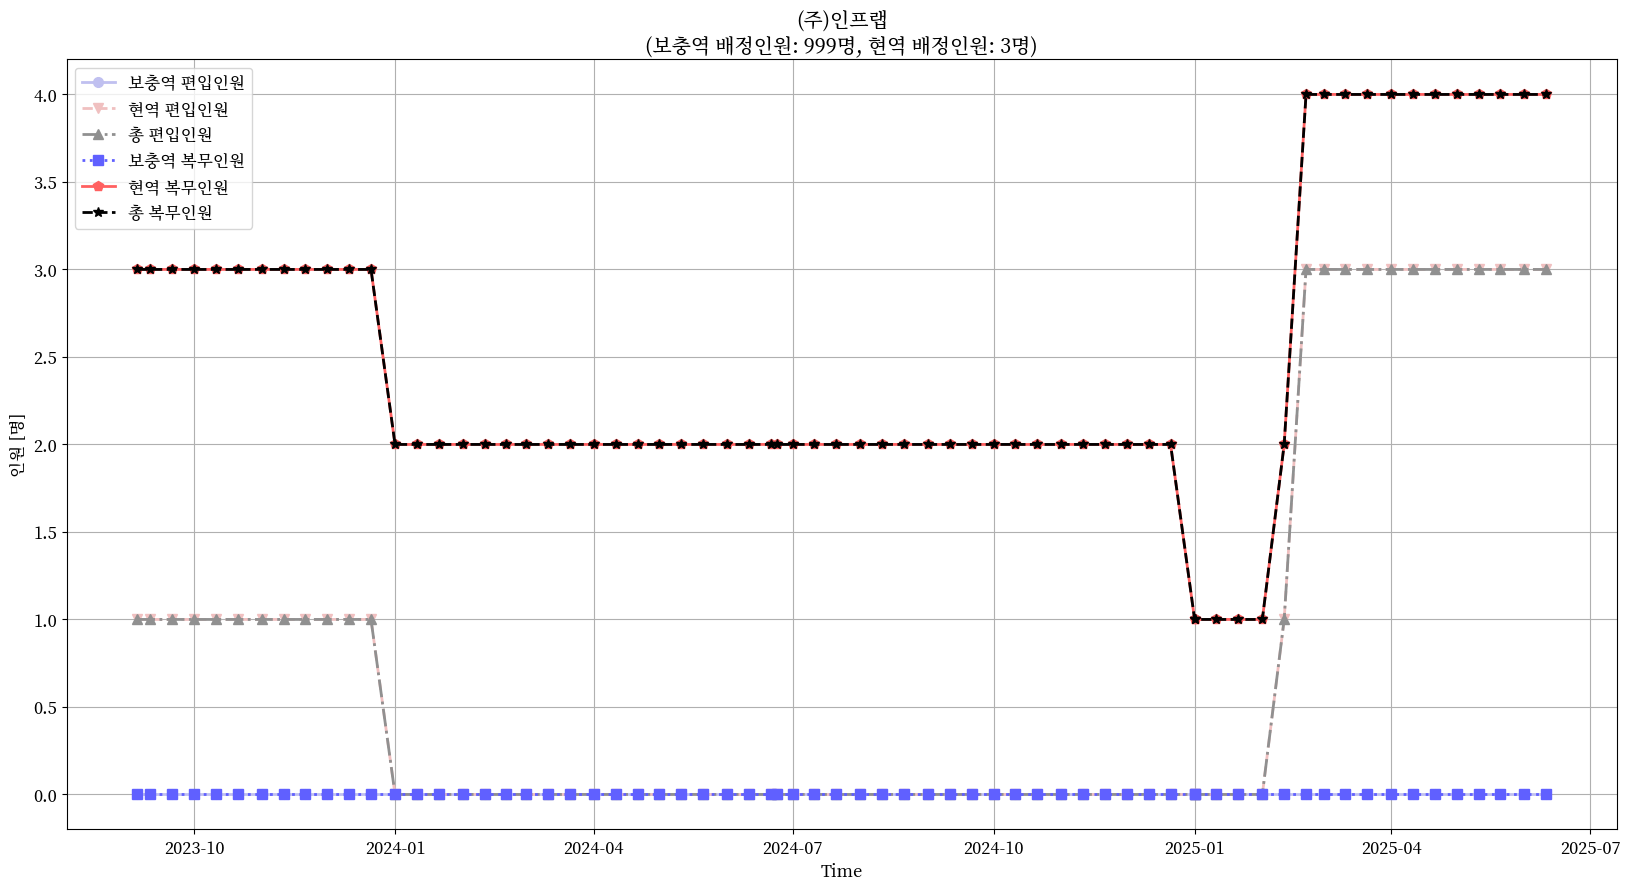 (주)인프랩
(보충역 배정인원: 999명, 현역 배정인원: 3명)
보충역 편입인원
현역 편입인원
총 편입인원
보충역 복무인원
현역 복무인원
총 복무인원
인원 [명]
4.0
3.5
3.0
2.5
2.0
1.5
1.0
0.5
0.0
2023-10
2024-01
2024-04
2024-07
2024-10
2025-01
2025-04
2025-07
Time